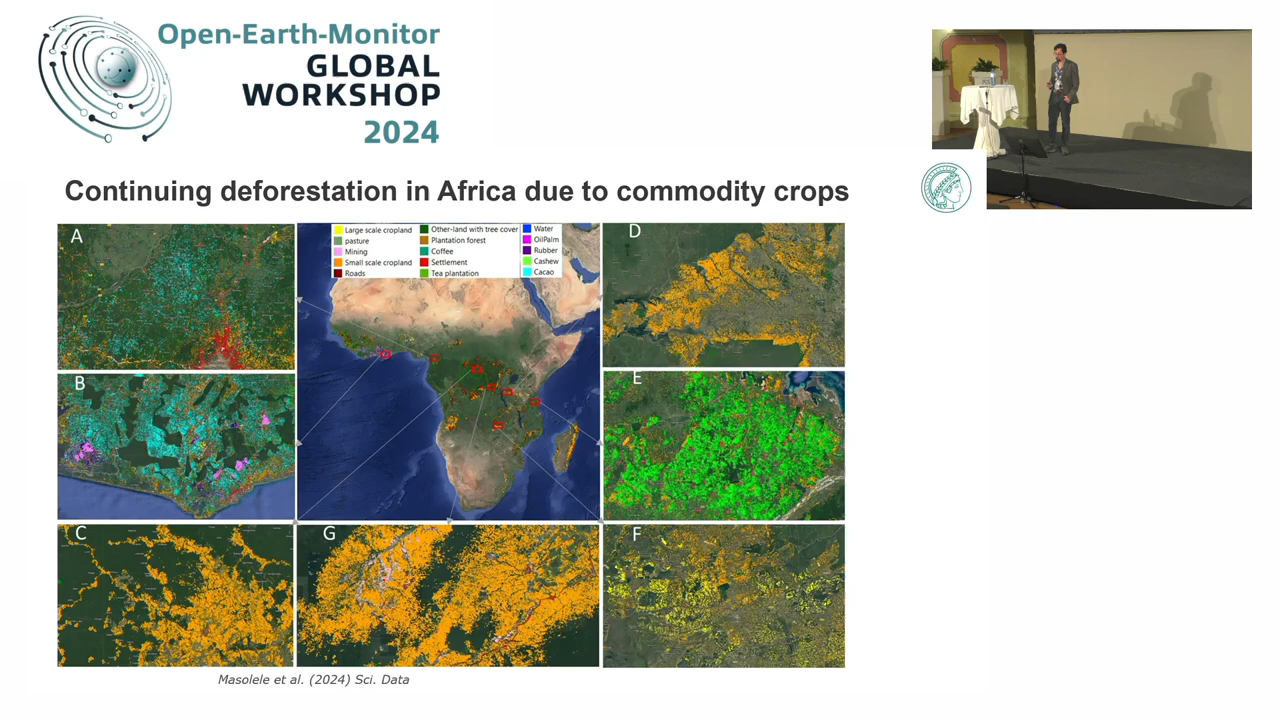 Open-Earth-Monitor
GLOBAL
WORKSHOP
2024
Continuing deforestation in Africa due to commodity crops
A
Large scale cropland
pasture
Mining
Small scale cropland
Roads
Other-land with tree cover
Plantation forest
Coffee
Settlement
Tea plantation
Water
OilPalm
Rubber
Cashew
Cacao
D
B
E
C
G
F
Masolele et al. (2024) Sci. Data